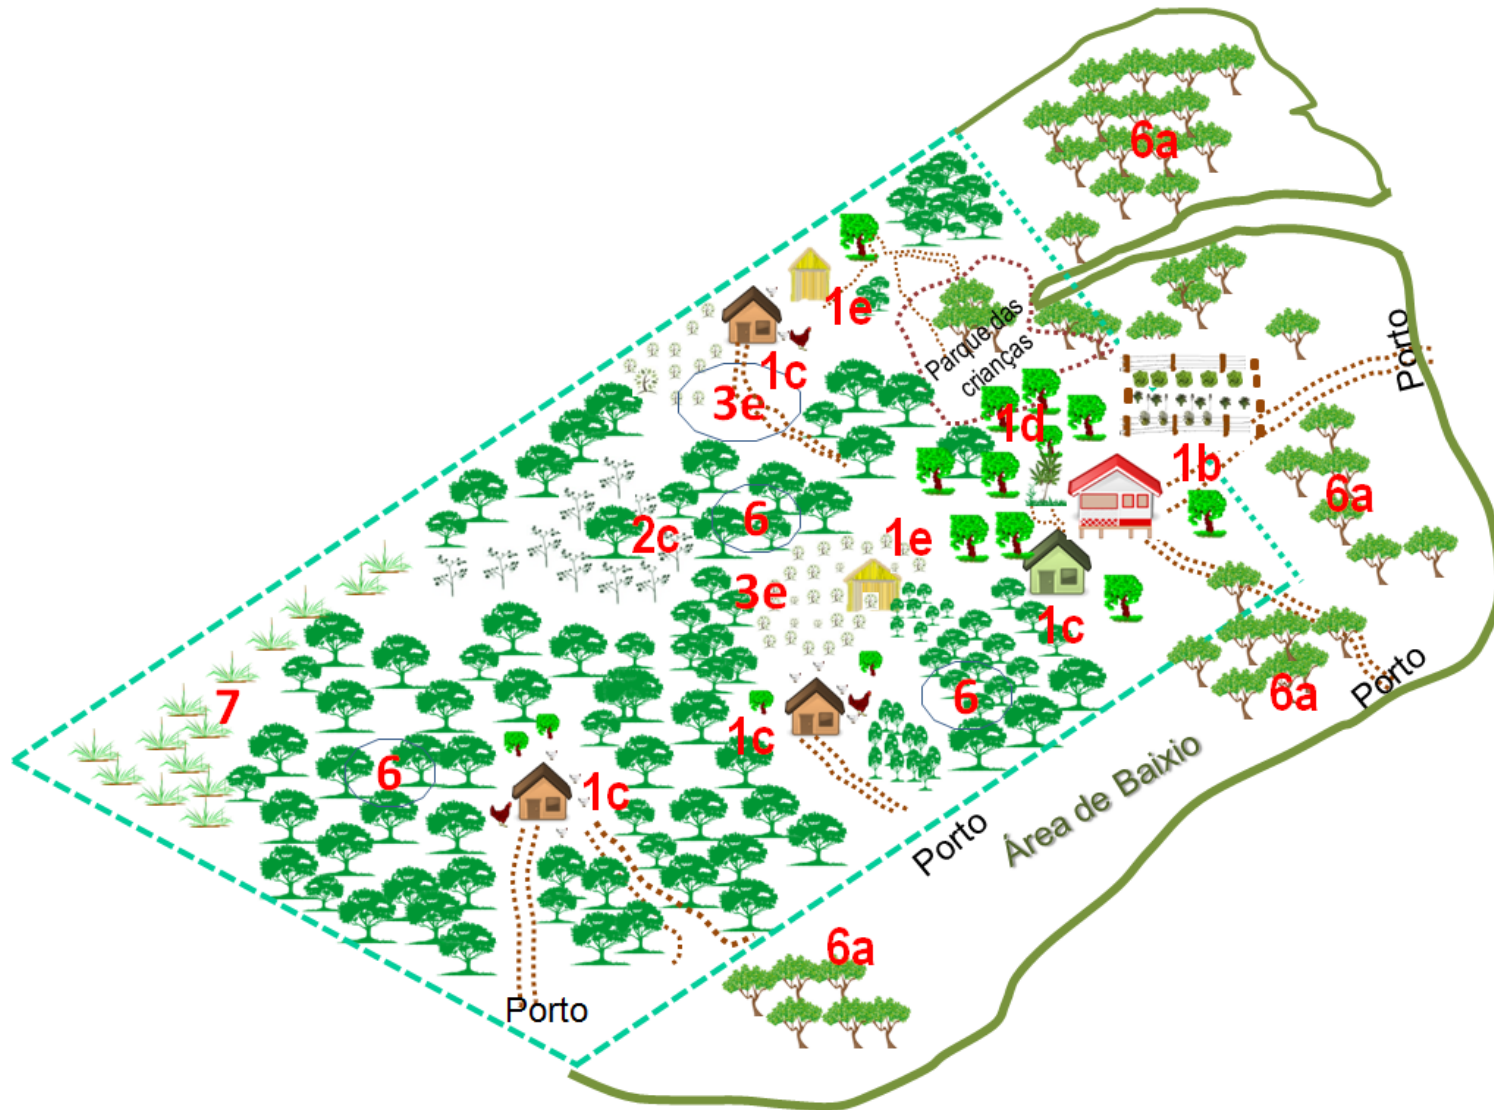 6a
1e
Parque das
crianças
Porto
1c
3e
1d
1b
6a
6
1e
2c
3e
1c
6
6a
Porto
7
1c
6
1c
Área de Baixio
Porto
6a
Porto